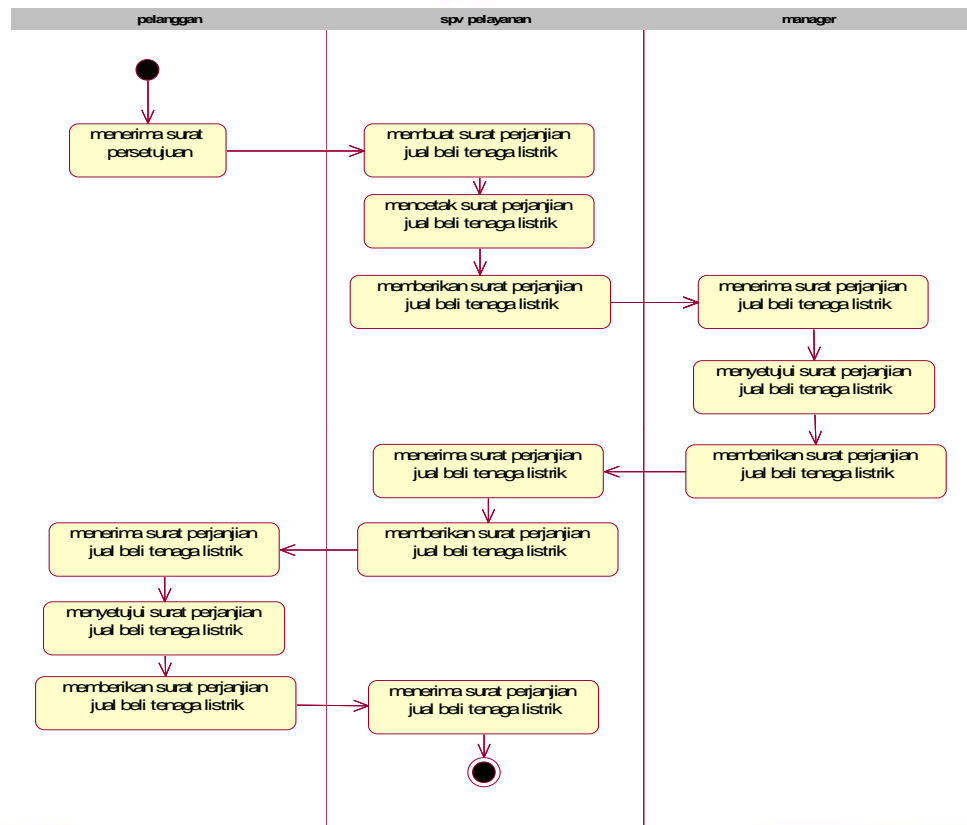 pelanggan
spv pelayanan
manager
menerima surat
persetujuan
membuat surat perjanjian
jual beli tenaga listrik
mencetak surat perjanjian
jual beli tenaga listrik
memberikan surat perjanjian
jual beli tenaga listrik
menerima surat perjanjian
jual beli tenaga listrik
menyetujui surat perjanjian
jual beli tenaga listrik
memberikan surat perjanjian
jual beli tenaga listrik
menerima surat perjanjian
jual beli tenaga listrik
memberikan surat perjanjian
jual beli tenaga listrik
menerima surat perjanjian
jual beli tenaga listrik
menyetujui surat perjanjian
jual beli tenaga listrik
memberikan surat perjanjian
jual beli tenaga listrik
menerima surat perjanjian
jual beli tenaga listrik